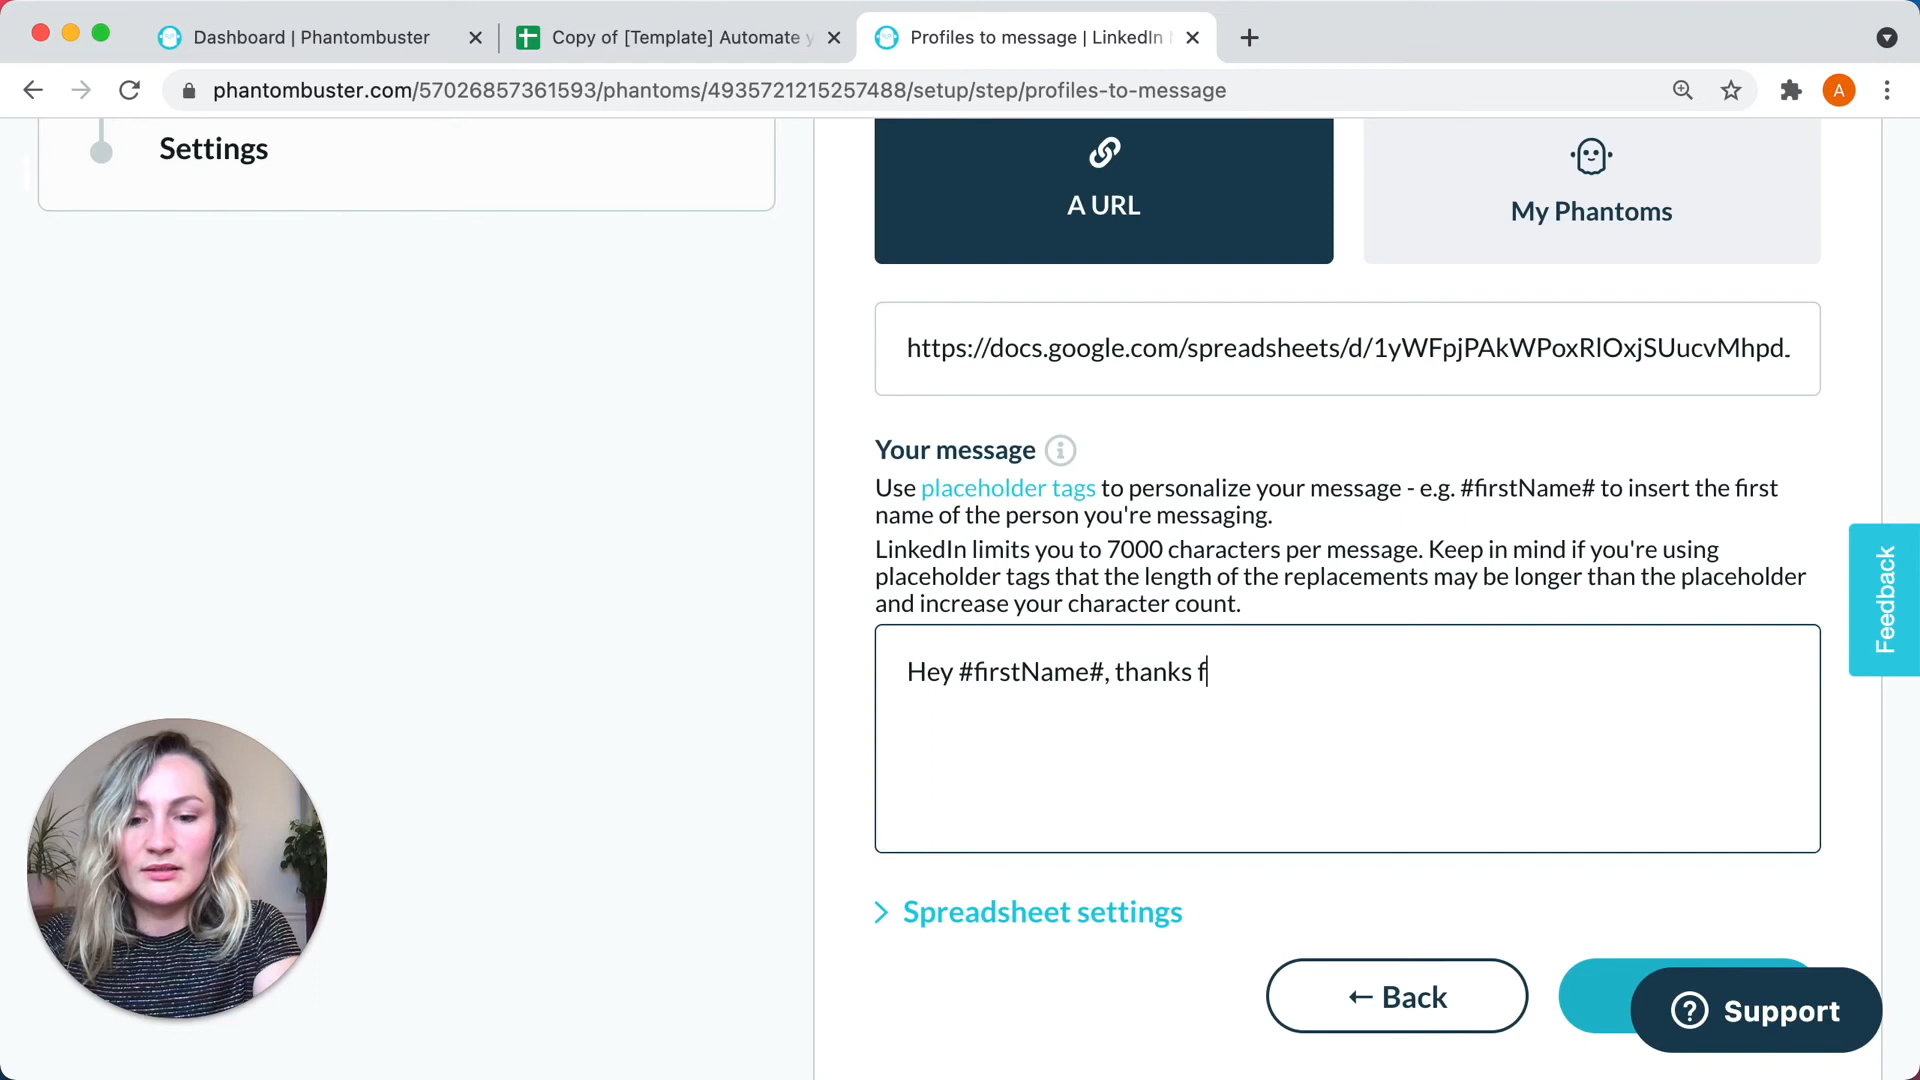 Dashboard | Phantombuster
Copy of [Template] Automate y
Profiles to message | LinkedIn
phantombuster.com/57026857361593/phantoms/4935721215257488/setup/step/profiles-to-message
A
Settings
A URL
My Phantoms
https://docs.google.com/spreadsheets/d/1yWFpjPAkWPoxRlOxjSUucvMhpd.
Your message
Use placeholder tags to personalize your message - e.g. #firstName# to insert the first
name of the person you're messaging.
LinkedIn limits you to 7000 characters per message. Keep in mind if you're using
placeholder tags that the length of the replacements may be longer than the placeholder
and increase your character count.
Hey #firstName#, thanks f
Feedback
> Spreadsheet settings
← Back
Support